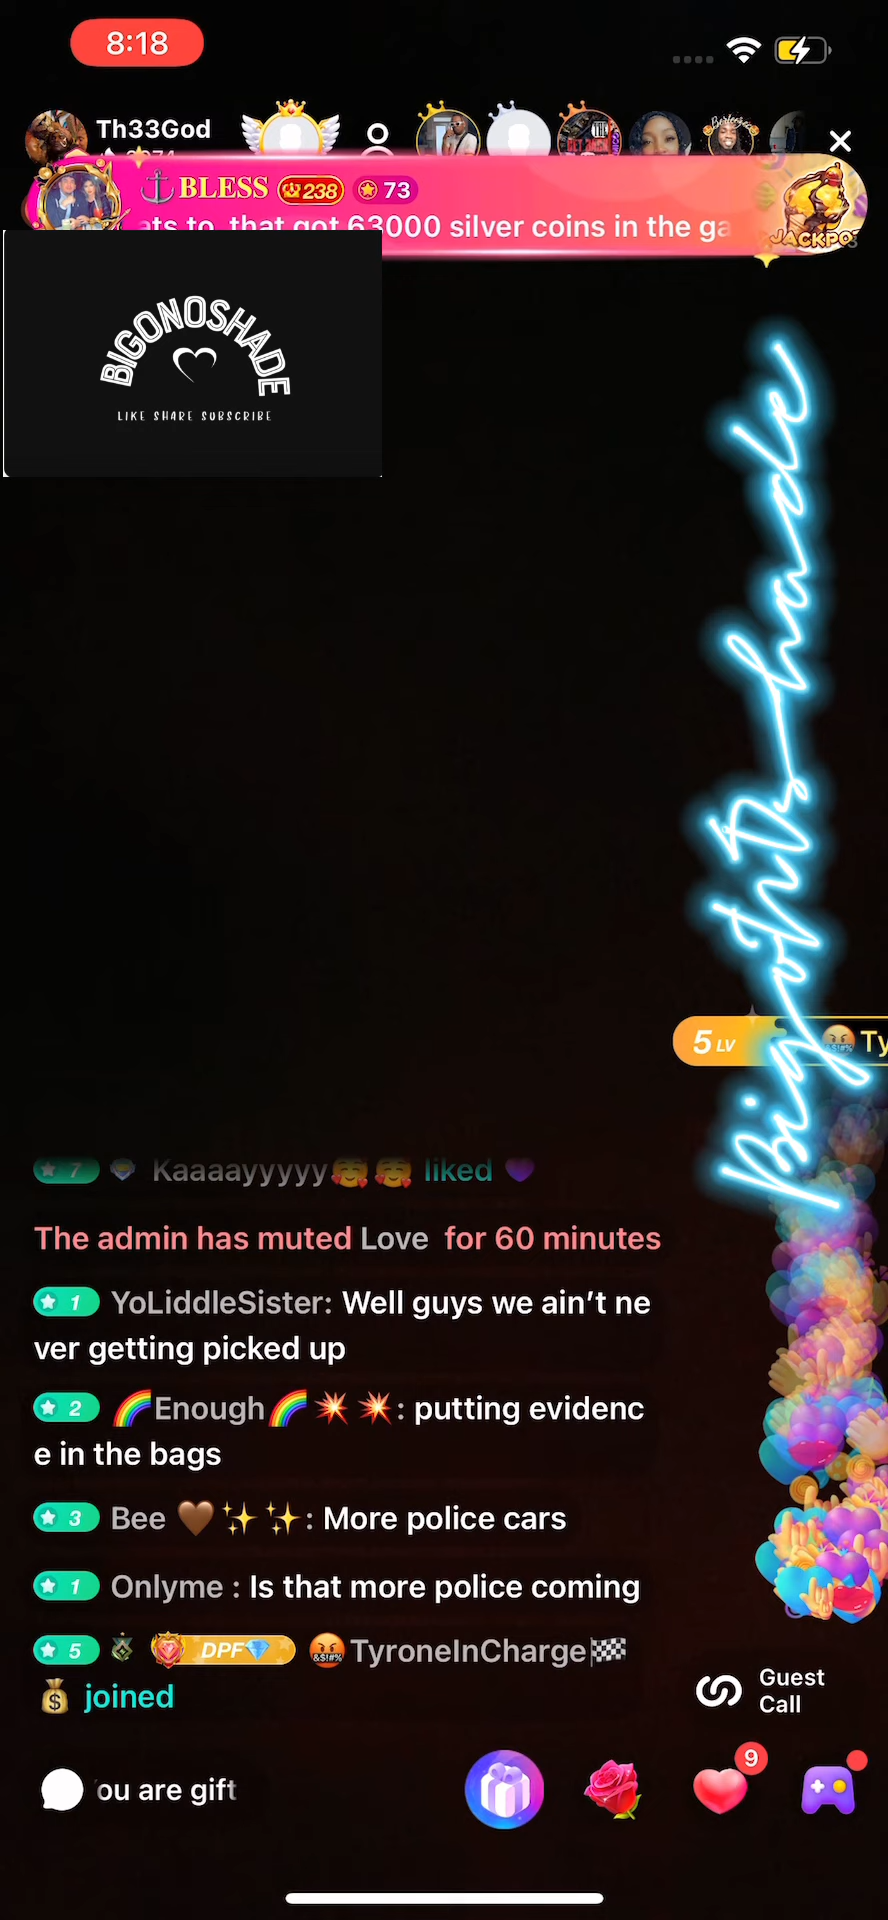 8:18
Th33God
BLESS 238 73
ats to that got 63000 silver coins in the ga
JACKPOT
BIGONOSHADE
LIKE SHARE SUBSCRIBE
BigoNoShade
5 LV 🤬 Ty
7 Kaaaayyyyy🥰🥰 liked 💜
The admin has muted Love for 60 minutes
1 YoLiddleSister: Well guys we ain’t ne
ver getting picked up
2 🌈Enough🌈💥💥: putting evidenc
e in the bags
3 Bee 🤎✨✨: More police cars
1 Onlyme : Is that more police coming
5 DPF💎 🤬TyroneInCharge🏁
💰 joined
Guest
Call
ou are gift
9